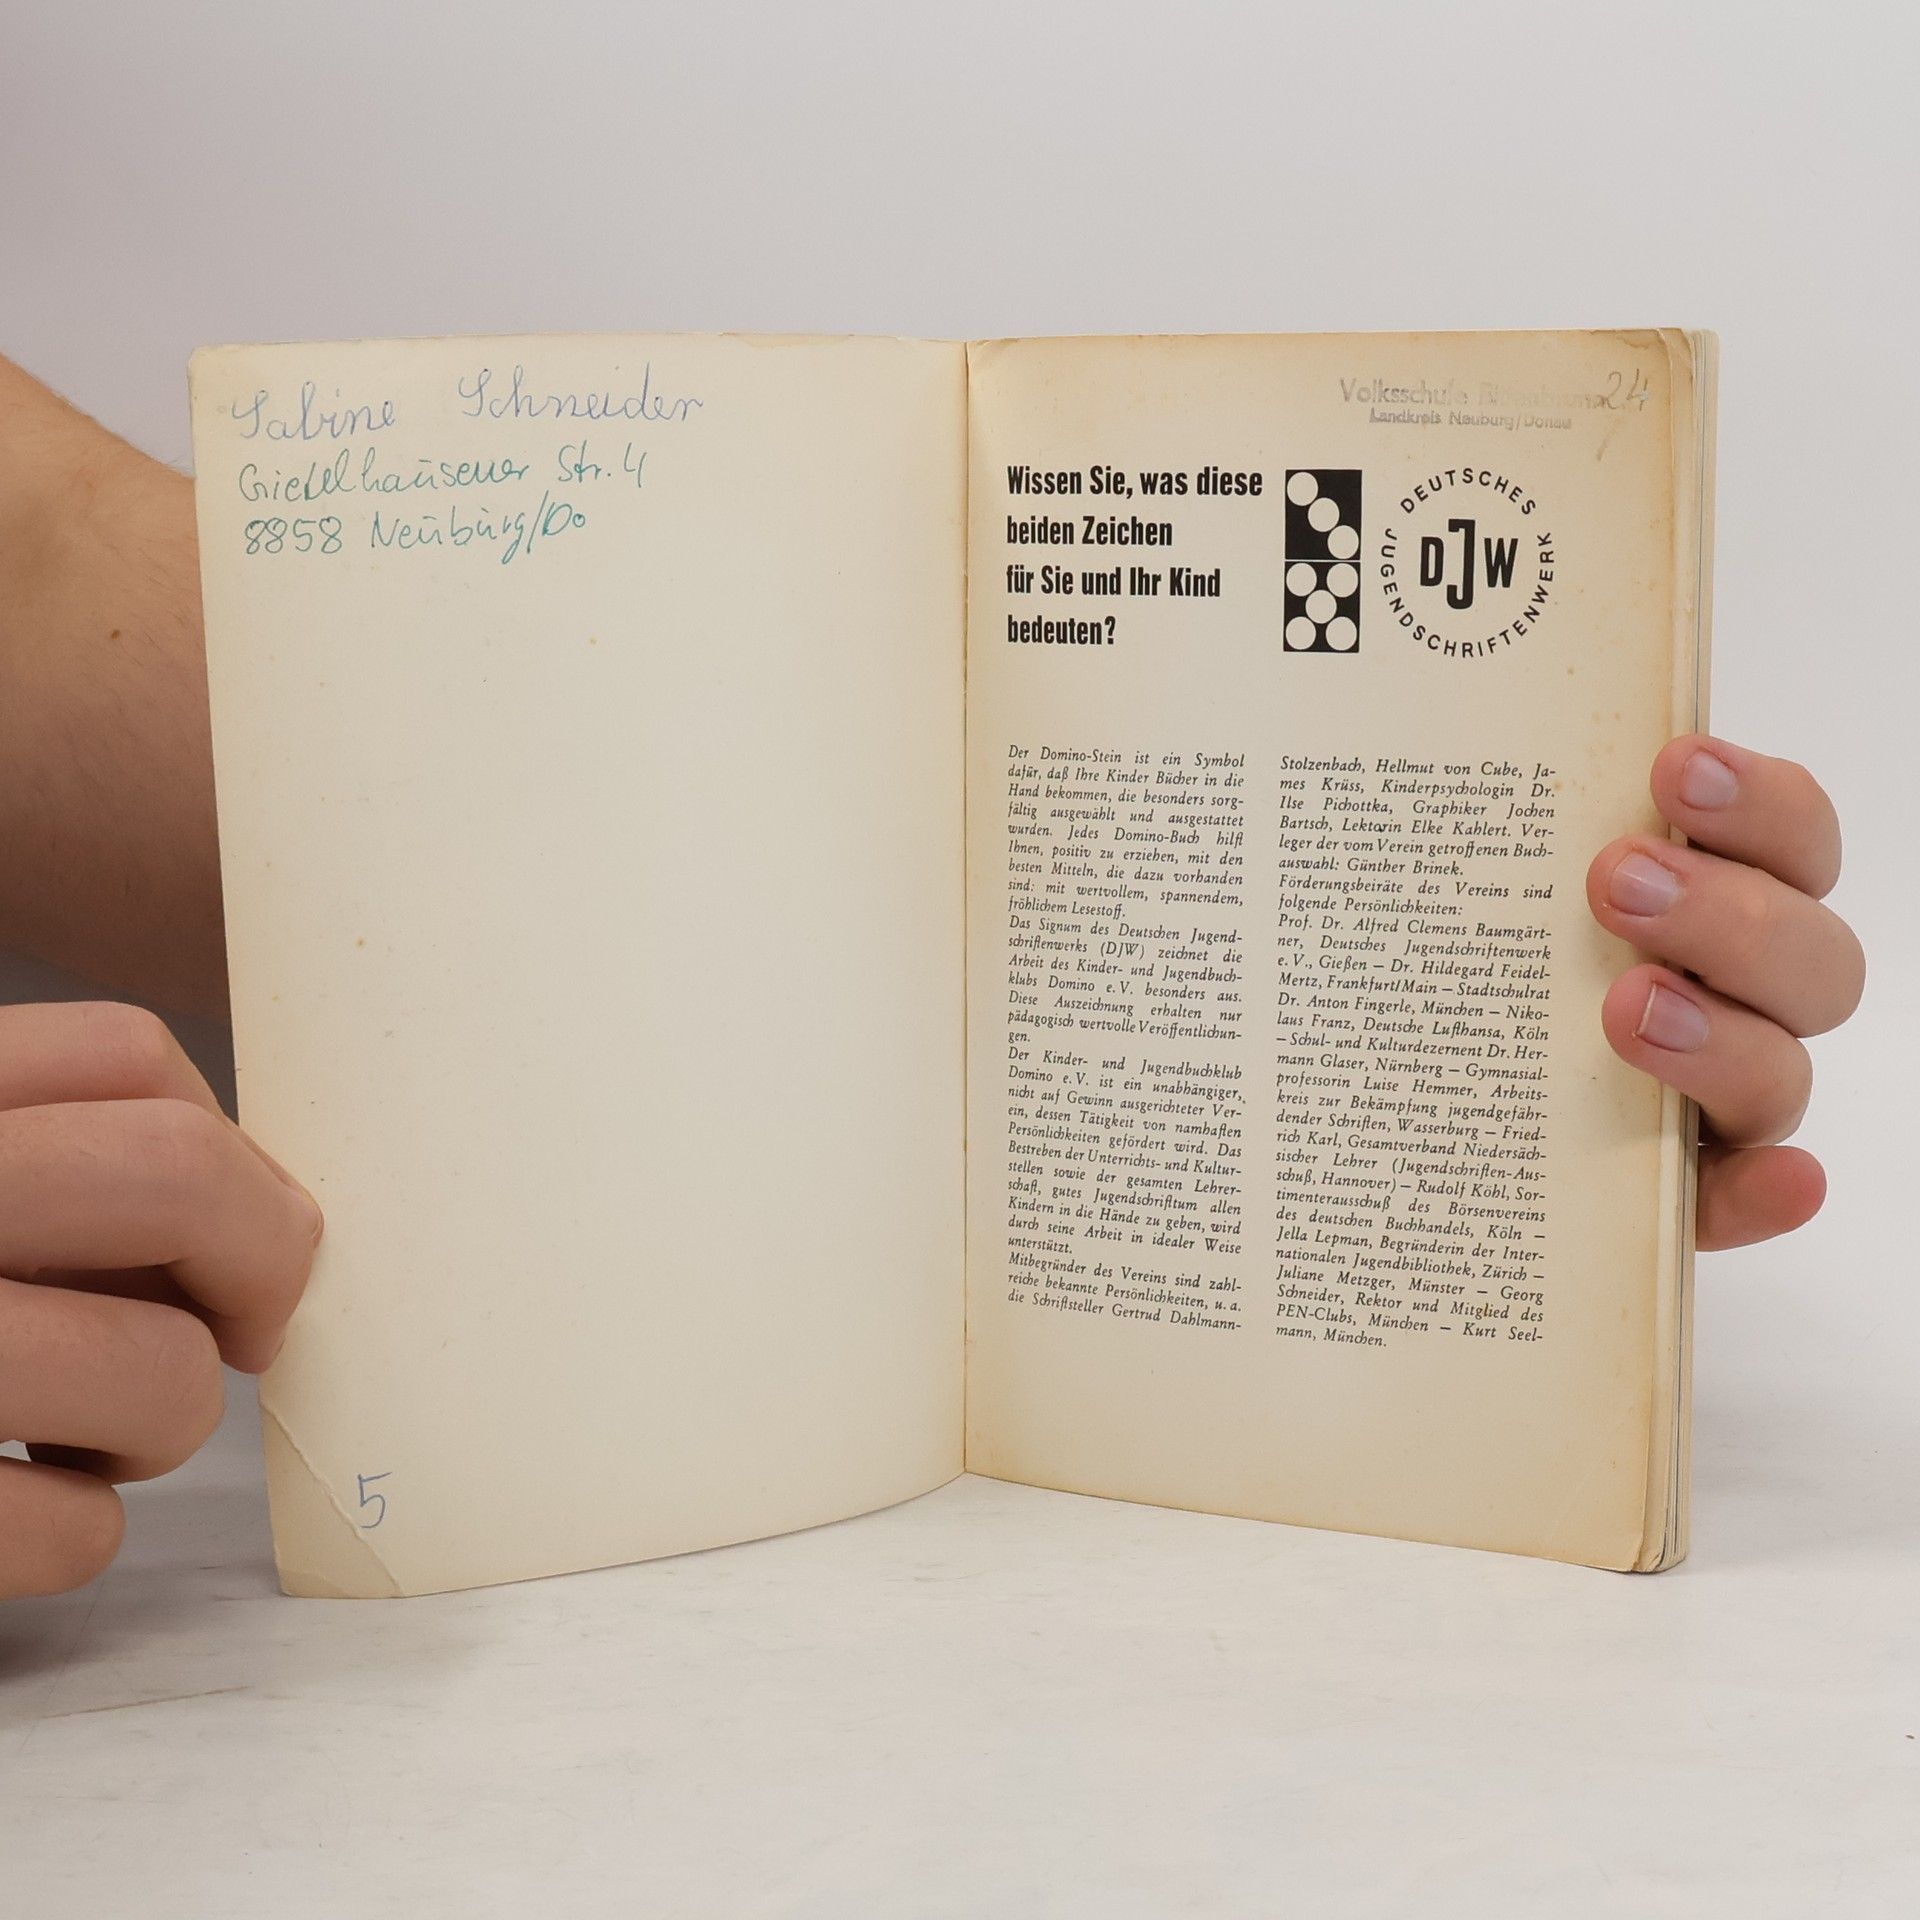 Sabine Schneider
Str. 4
8858 Neuburg/Do
5
Volksschule 24
Landkreis Neuburg/Donau
Wissen Sie, was diese
beiden Zeichen
für Sie und Ihr Kind
bedeuten?
DEUTSCHES
JUGENDSCHRIFTENWERK
DJW
Der Domino-Stein ist ein Symbol
dafür, daß Ihre Kinder Bücher in die
Hand bekommen, die besonders sorg-
fältig ausgewählt und ausgestattet
wurden. Jedes Domino-Buch hilft
Ihnen, positiv zu erziehen, mit den
besten Mitteln, die dazu vorhanden
sind: mit wertvollem, spannendem,
fröhlichem Lesestoff.
Das Signum des Deutschen Jugend-
schriftenwerks (DJW) zeichnet die
Arbeit des Kinder- und Jugendbuch-
klubs Domino e. V. besonders aus.
Diese Auszeichnung erhalten nur
pädagogisch wertvolle Veröffentlichun-
gen.
Der Kinder- und Jugendbuchklub
Domino e. V. ist ein unabhängiger,
nicht auf Gewinn ausgerichteter Ver-
ein, dessen Tätigkeit von namhaften
Persönlichkeiten gefördert wird. Das
Bestreben der Unterrichts- und Kultur-
stellen sowie der gesamten Lehrer-
schaft, gutes Jugendschrifttum allen
Kindern in die Hände zu geben, wird
durch seine Arbeit in idealer Weise
unterstützt.
Mitbegründer des Vereins sind zahl-
reiche bekannte Persönlichkeiten, u. a.
die Schriftsteller Gertrud Dahlmann-
Stolzenbach, Hellmut von Cube, Ja-
mes Krüss, Kinderpsychologin Dr.
Ilse Pichottka, Graphiker Jochen
Bartsch, Lektorin Elke Kahlert. Ver-
leger der vom Verein getroffenen Buch-
auswahl: Günther Brinek.
Förderungsbeiräte des Vereins sind
folgende Persönlichkeiten:
Prof. Dr. Alfred Clemens Baumgärt-
ner, Deutsches Jugendschriftenwerk
e. V., Gießen – Dr. Hildegard Feidel-
Mertz, Frankfurt/Main – Stadtschulrat
Dr. Anton Fingerle, München – Niko-
laus Franz, Deutsche Lufthansa, Köln
– Schul- und Kulturdezernent Dr. Her-
mann Glaser, Nürnberg – Gymnasial-
professorin Luise Hemmer, Arbeits-
kreis zur Bekämpfung jugendgefähr-
dender Schriften, Wasserburg – Fried-
rich Karl, Gesamtverband Niedersäch-
sischer Lehrer (Jugendschriften-Aus-
schuß, Hannover) – Rudolf Köhl, Sor-
timenterausschuß des Börsenvereins
des deutschen Buchhandels, Köln –
Jella Lepman, Begründerin der Inter-
nationalen Jugendbibliothek, Zürich –
Juliane Metzger, Münster – Georg
Schneider, Rektor und Mitglied des
PEN-Clubs, München – Kurt Seel-
mann, München.